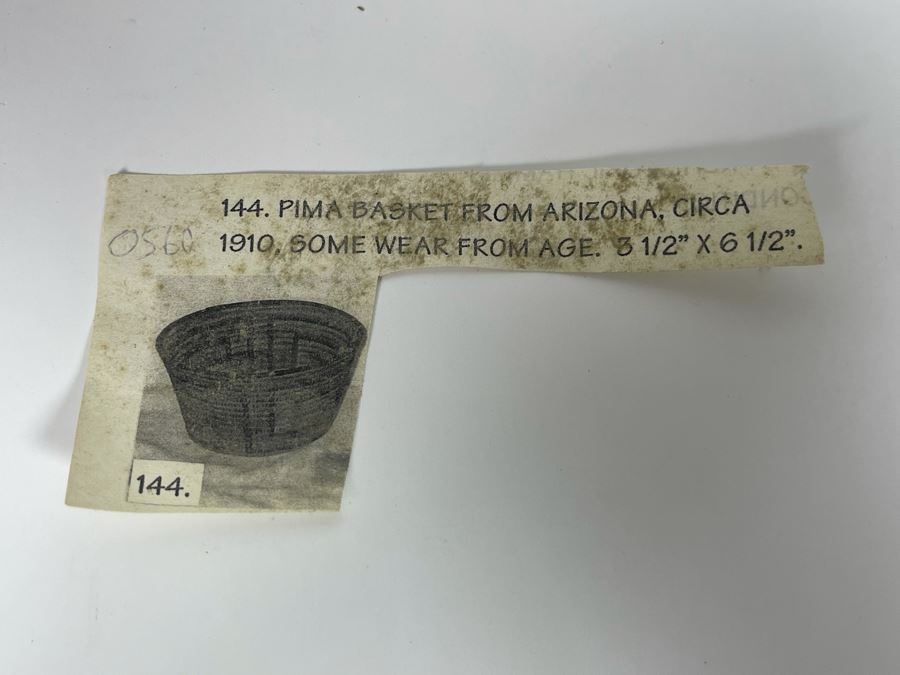 144. PIMA BASKET FROM ARIZONA, CIRCA
0560 1910, SOME WEAR FROM AGE. 3 1/2" X 6 1/2".
144.